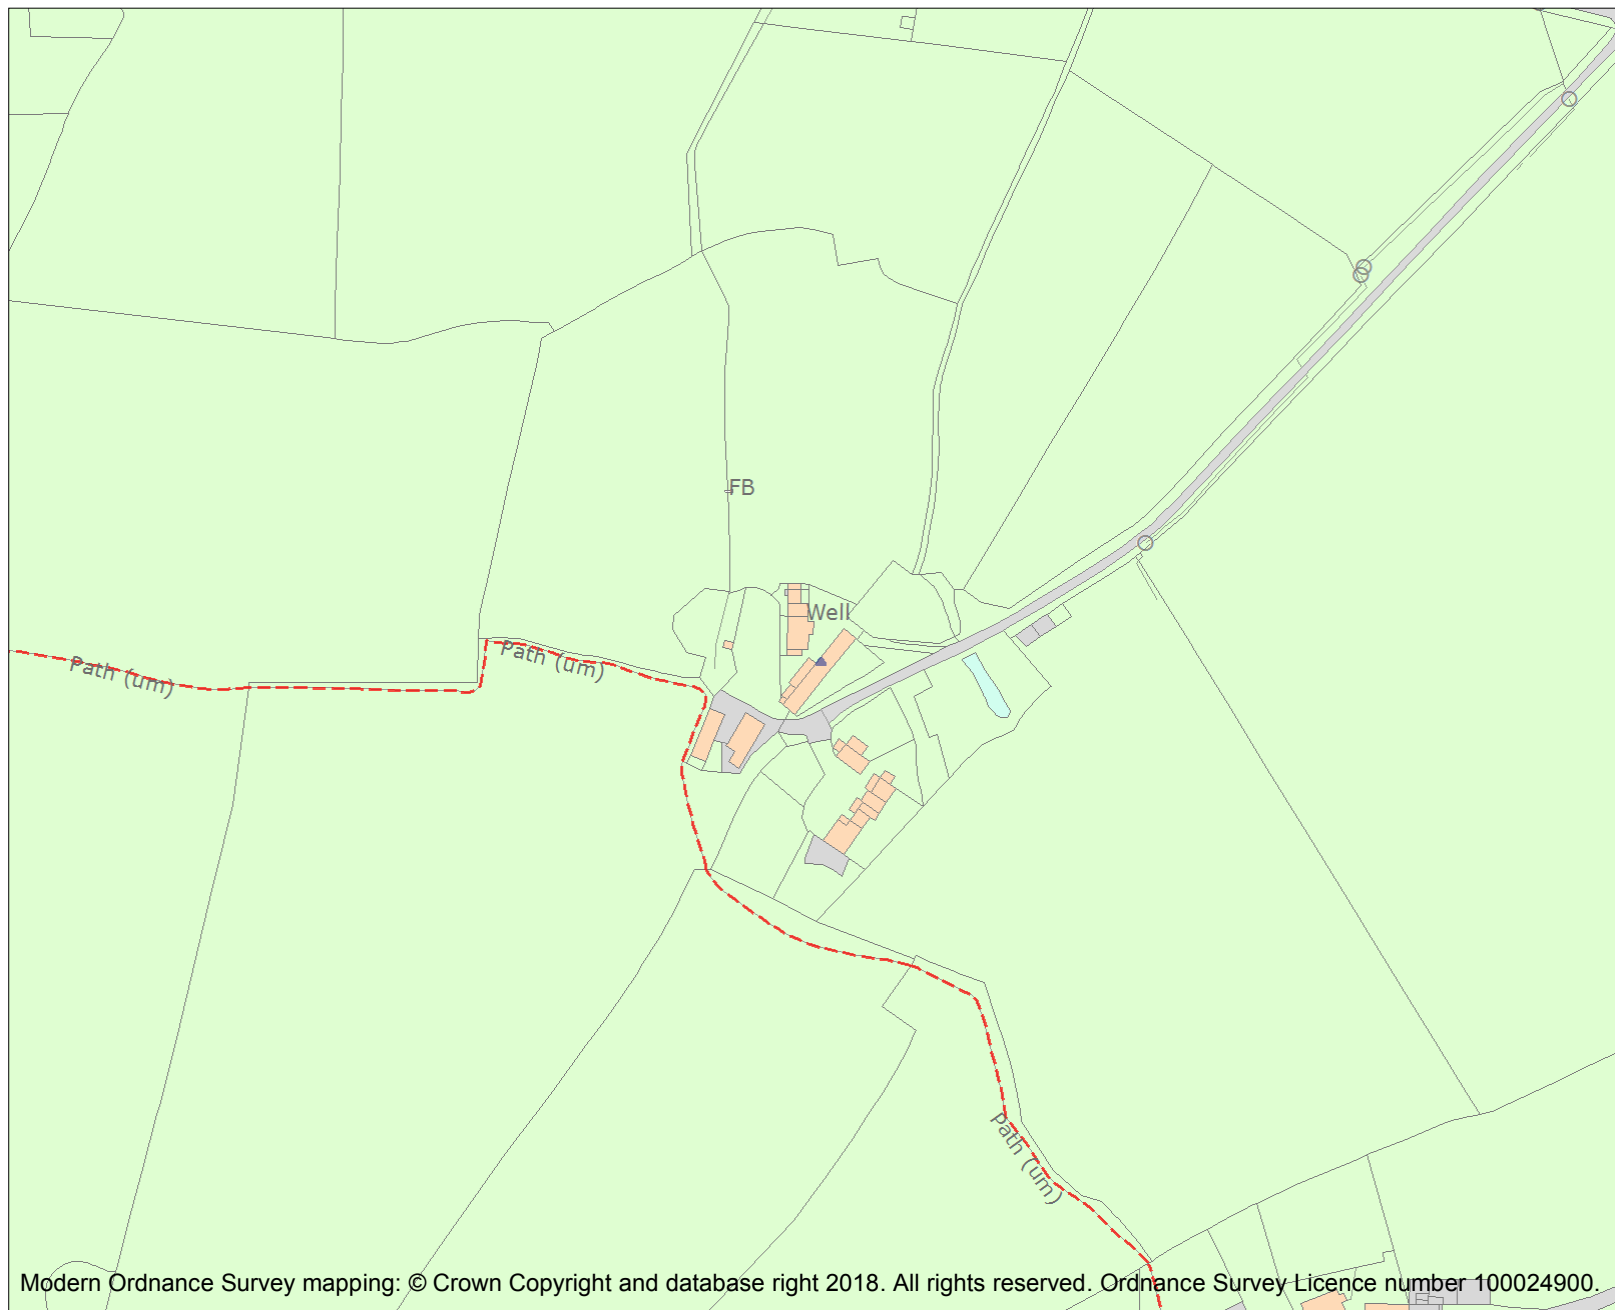 FB
Well
Path (um)
Path (um)
Path (um)
Modern Ordnance Survey mapping: © Crown Copyright and database right 2018. All rights reserved. Ordnance Survey Licence number 100024900.